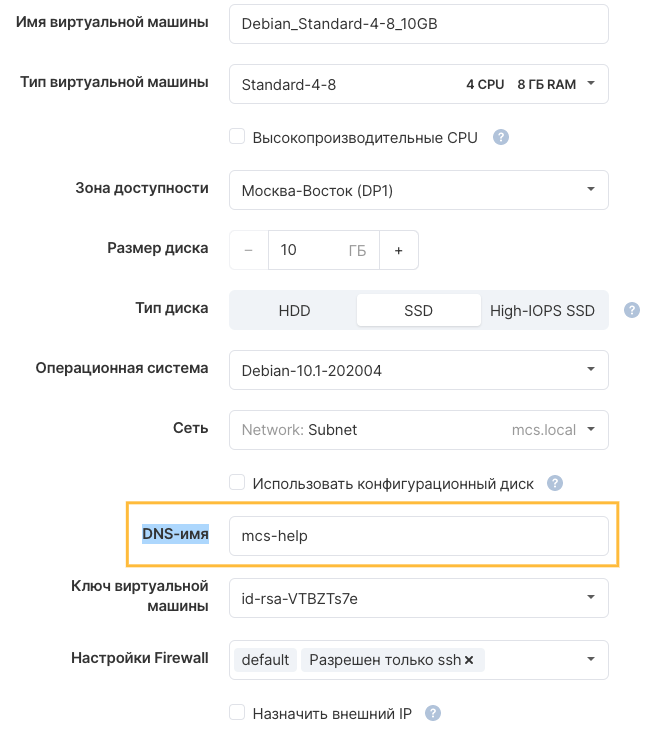 Имя виртуальной машины Debian_Standard-4-8_10GB
Тип виртуальной машины Standard-4-8 4 CPU 8 ГБ RAM
Высокопроизводительные CPU ?
Зона доступности Москва-Восток (DP1)
Размер диска − 10 ГБ +
Тип диска HDD SSD High-IOPS SSD ?
Операционная система Debian-10.1-202004
Сеть Network: Subnet mcs.local
Использовать конфигурационный диск ?
DNS-имя mcs-help
Ключ виртуальной
машины id-rsa-VTBZTs7e
Настройки Firewall default Разрешен только ssh ×
Назначить внешний IP ?